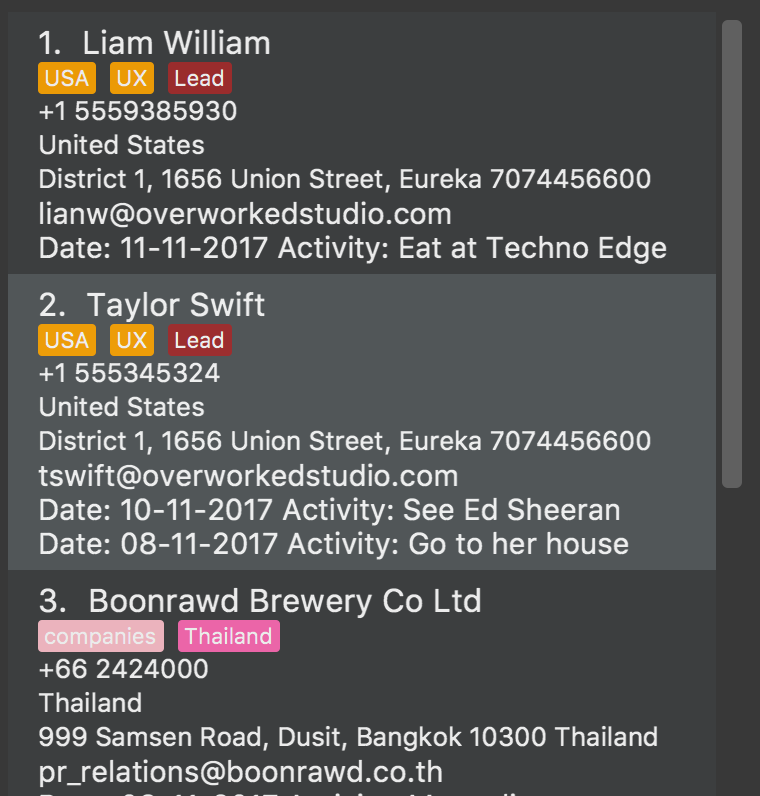 1. Liam William
USA UX Lead
+1 5559385930
United States
District 1, 1656 Union Street, Eureka 7074456600
lianw@overworkedstudio.com
Date: 11-11-2017 Activity: Eat at Techno Edge
2. Taylor Swift
USA UX Lead
+1 555345324
United States
District 1, 1656 Union Street, Eureka 7074456600
tswift@overworkedstudio.com
Date: 10-11-2017 Activity: See Ed Sheeran
Date: 08-11-2017 Activity: Go to her house
3. Boonrawd Brewery Co Ltd
companies Thailand
+66 2424000
Thailand
999 Samsen Road, Dusit, Bangkok 10300 Thailand
pr_relations@boonrawd.co.th